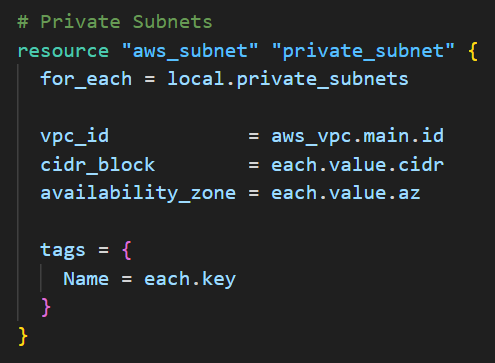 # Private Subnets
resource "aws_subnet" "private_subnet" {
  for_each = local.private_subnets

  vpc_id            = aws_vpc.main.id
  cidr_block        = each.value.cidr
  availability_zone = each.value.az

  tags = {
    Name = each.key
  }
}